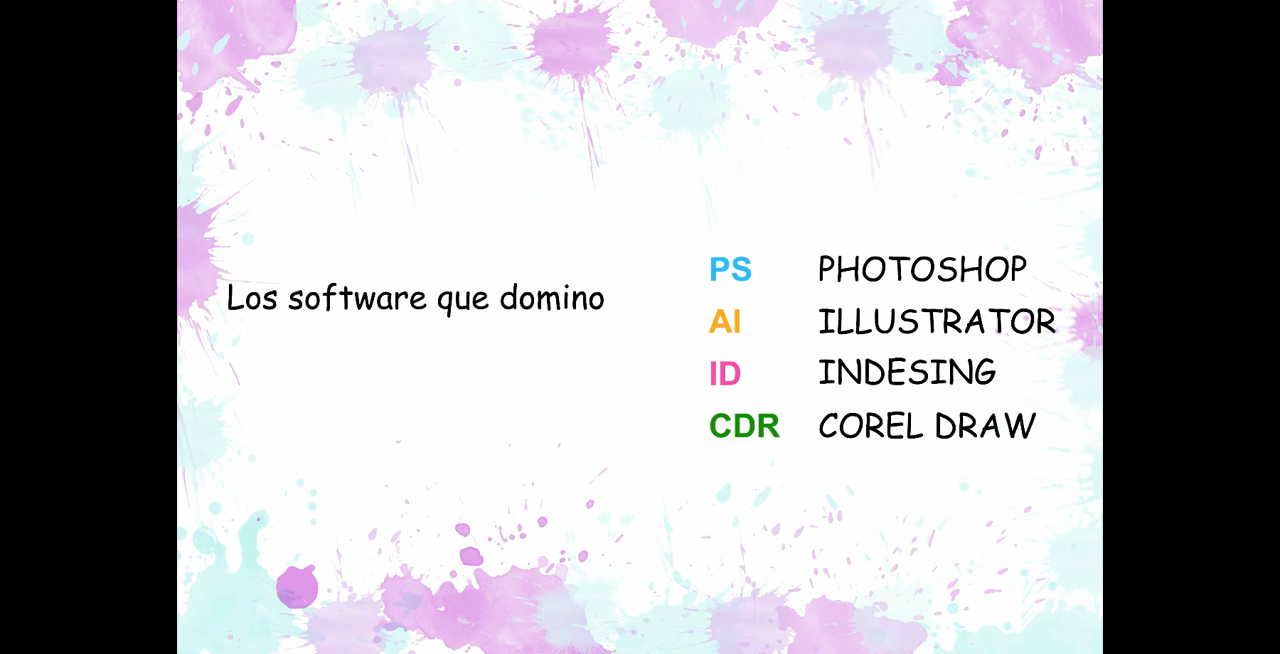 Los software que domino
PS PHOTOSHOP
AI ILLUSTRATOR
ID INDESING
CDR COREL DRAW